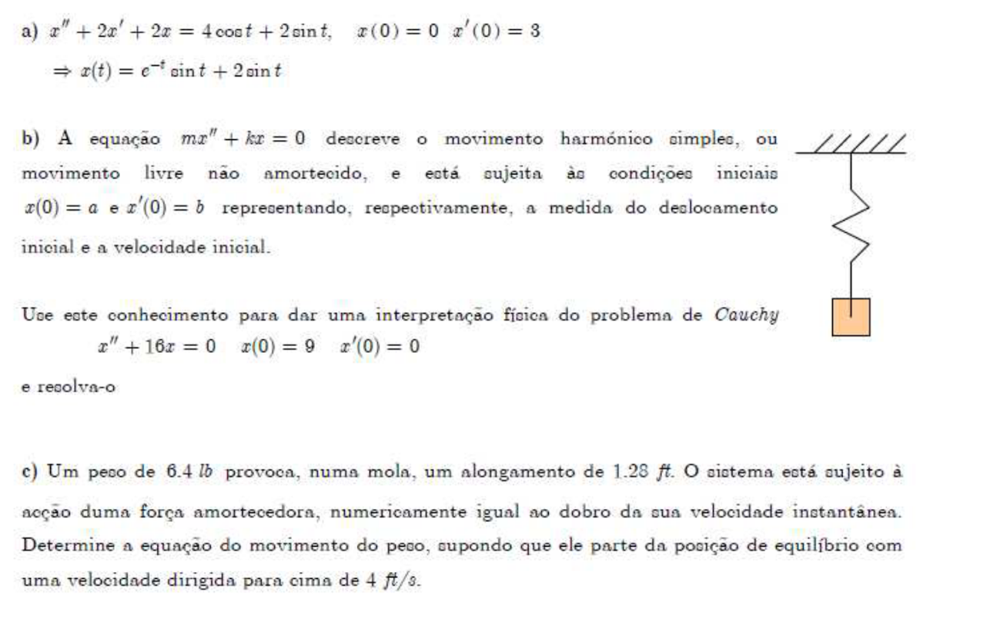 a) x″ + 2x′ + 2x = 4 cos t + 2 sin t, x(0) = 0 x′(0) = 3
⇒ x(t) = e⁻ᵗ sin t + 2 sin t
b) A equação mx″ + kx = 0 descreve o movimento harmónico simples, ou
movimento livre não amortecido, e está sujeita às condições iniciais
x(0) = a e x′(0) = b representando, respectivamente, a medida do deslocamento
inicial e a velocidade inicial.
Use este conhecimento para dar uma interpretação física do problema de Cauchy
x″ + 16x = 0 x(0) = 9 x′(0) = 0
e resolva-o
c) Um peso de 6.4 lb provoca, numa mola, um alongamento de 1.28 ft. O sistema está sujeito à
acção duma força amortecedora, numericamente igual ao dobro da sua velocidade instantânea.
Determine a equação do movimento do peso, supondo que ele parte da posição de equilíbrio com
uma velocidade dirigida para cima de 4 ft/s.